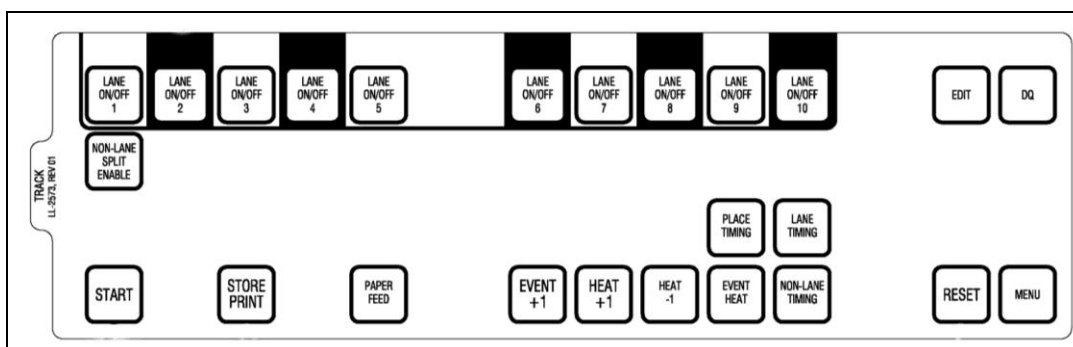 LANE
ON/OFF
1
LANE
ON/OFF
2
LANE
ON/OFF
3
LANE
ON/OFF
4
LANE
ON/OFF
5
LANE
ON/OFF
6
LANE
ON/OFF
7
LANE
ON/OFF
8
LANE
ON/OFF
9
LANE
ON/OFF
10
EDIT
DQ
TRACK
LL-2573, REV 01
NON-LANE
SPLIT
ENABLE
PLACE
TIMING
LANE
TIMING
START
STORE
PRINT
PAPER
FEED
EVENT
+1
HEAT
+1
HEAT
-1
EVENT
HEAT
NON-LANE
TIMING
RESET
MENU